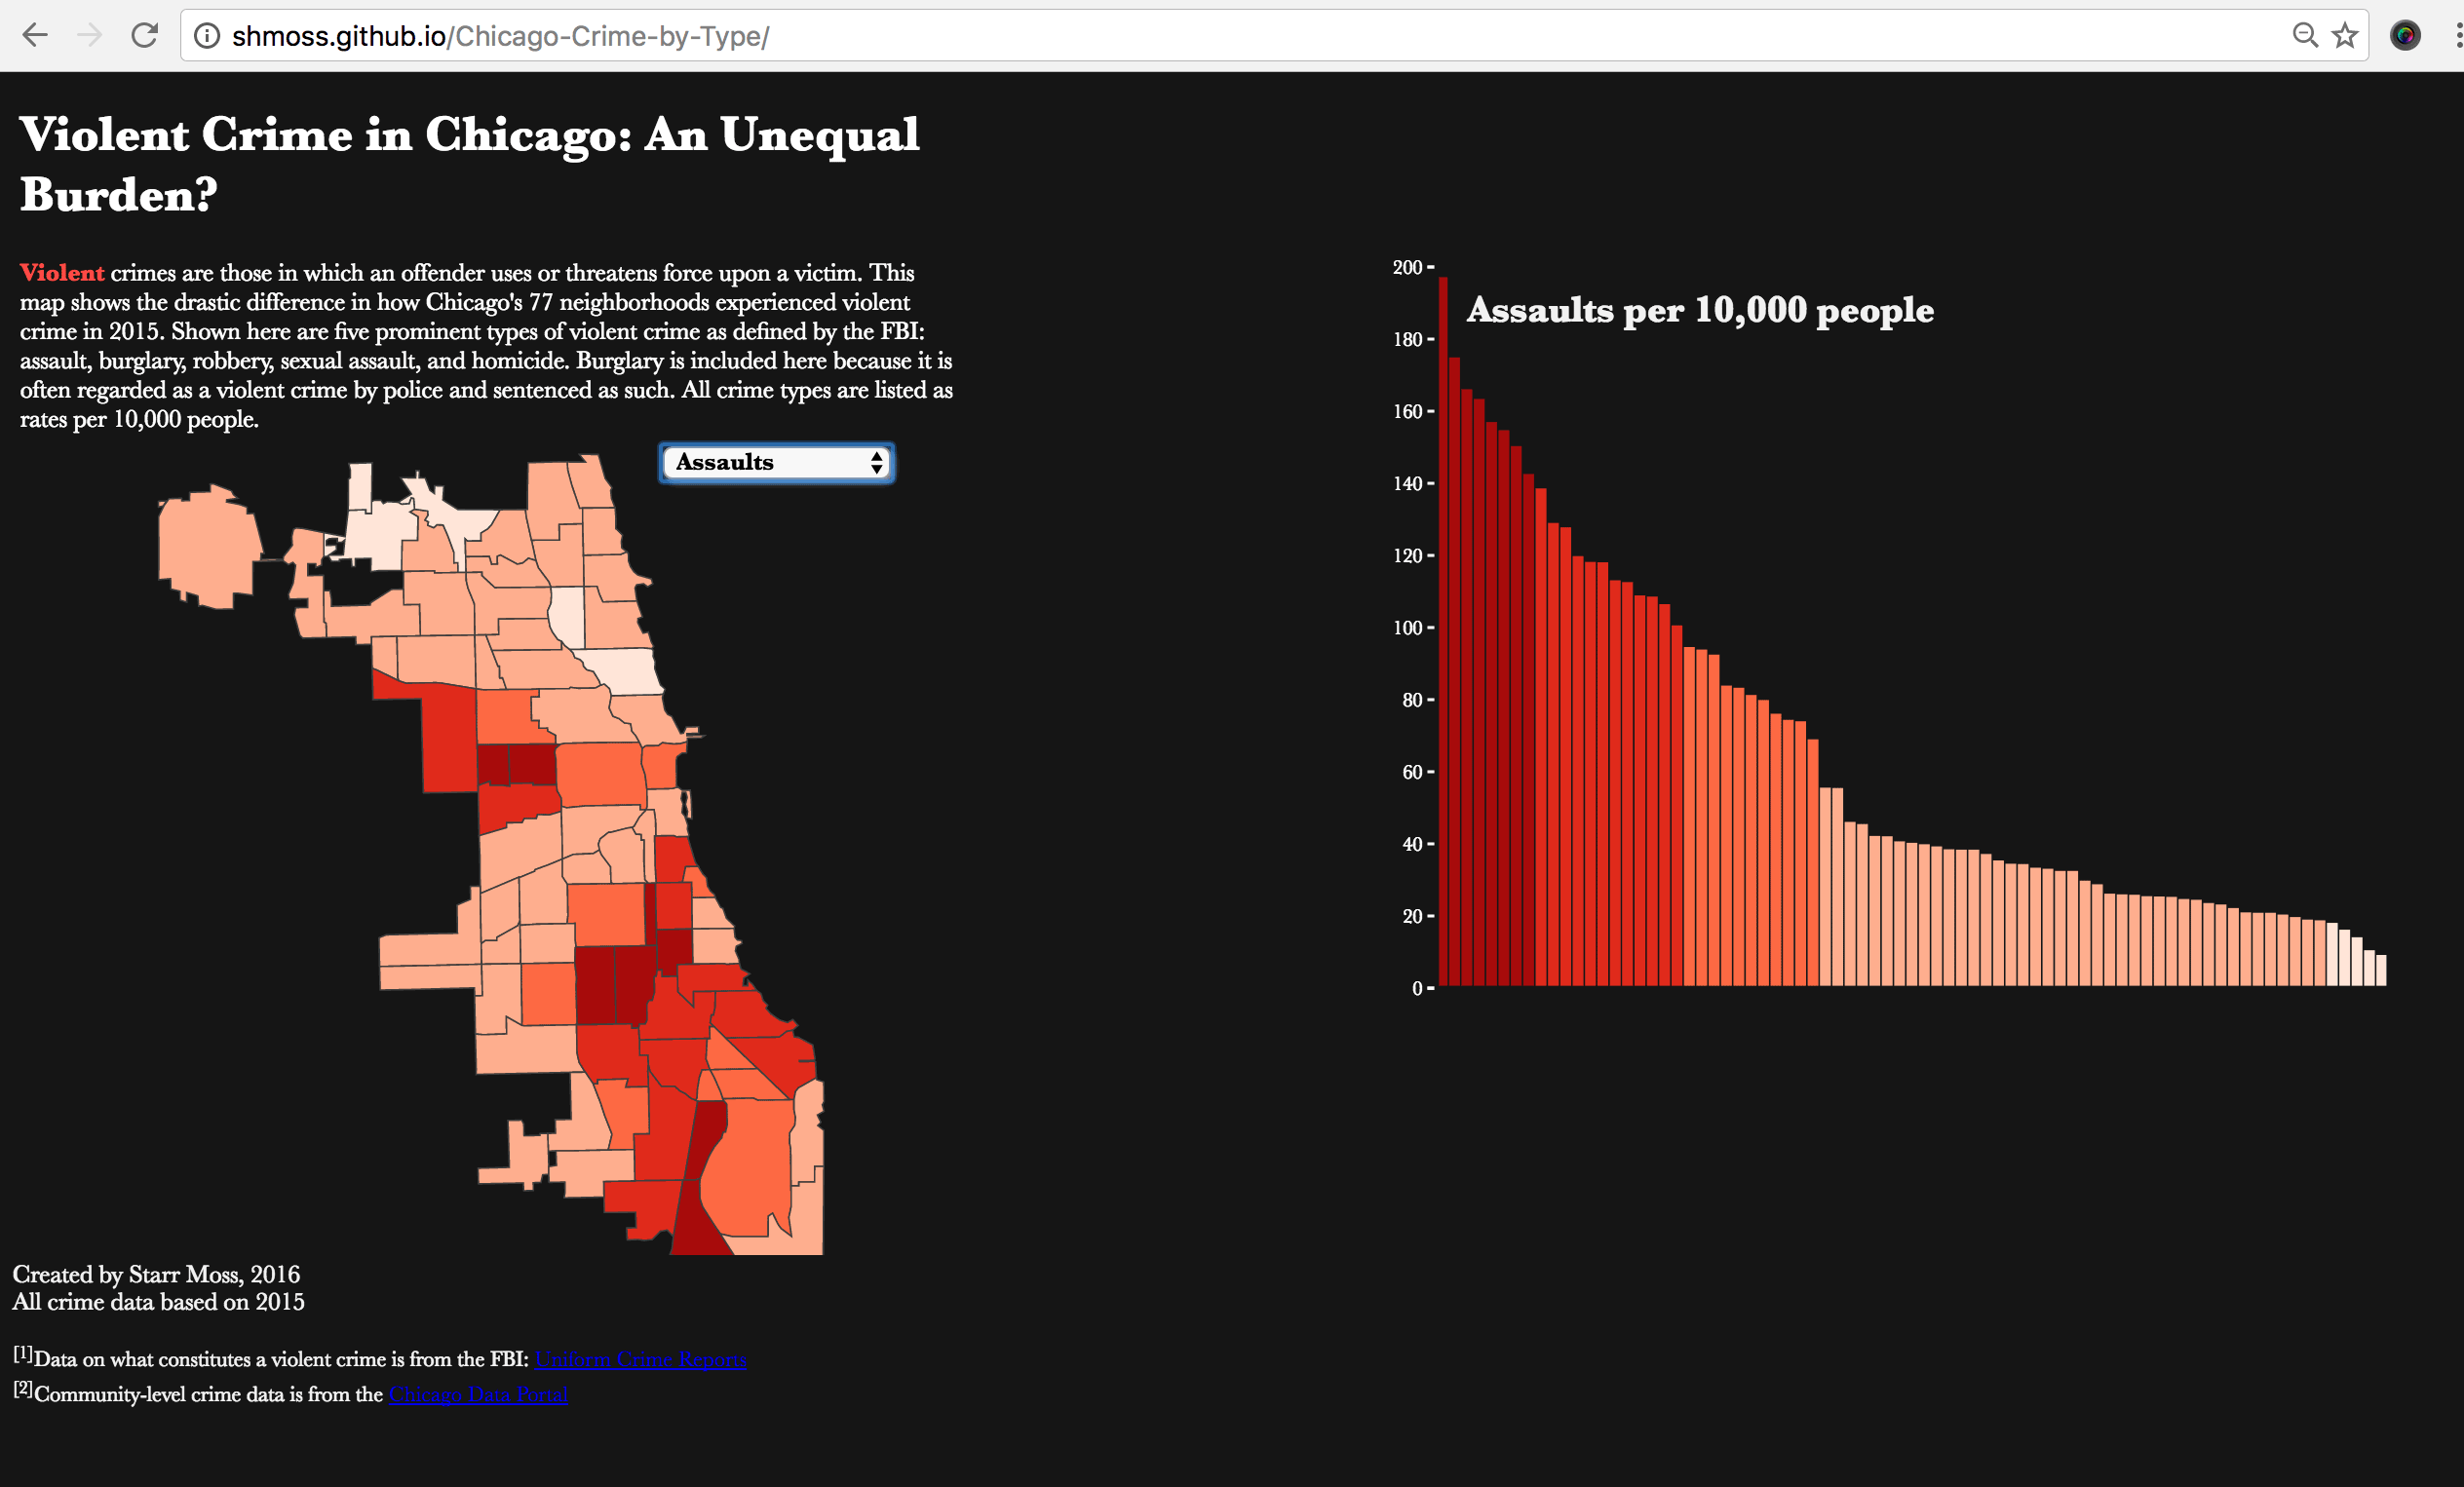 shmoss.github.io/Chicago-Crime-by-Type/
Violent Crime in Chicago: An Unequal
Burden?
Violent crimes are those in which an offender uses or threatens force upon a victim. This
map shows the drastic difference in how Chicago's 77 neighborhoods experienced violent
crime in 2015. Shown here are five prominent types of violent crime as defined by the FBI:
assault, burglary, robbery, sexual assault, and homicide. Burglary is included here because it is
often regarded as a violent crime by police and sentenced as such. All crime types are listed as
rates per 10,000 people.
Assaults
Assaults per 10,000 people
200
180
160
140
120
100
80
60
40
20
0
Created by Starr Moss, 2016
All crime data based on 2015
[1]Data on what constitutes a violent crime is from the FBI: Uniform Crime Reports
[2]Community-level crime data is from the Chicago Data Portal